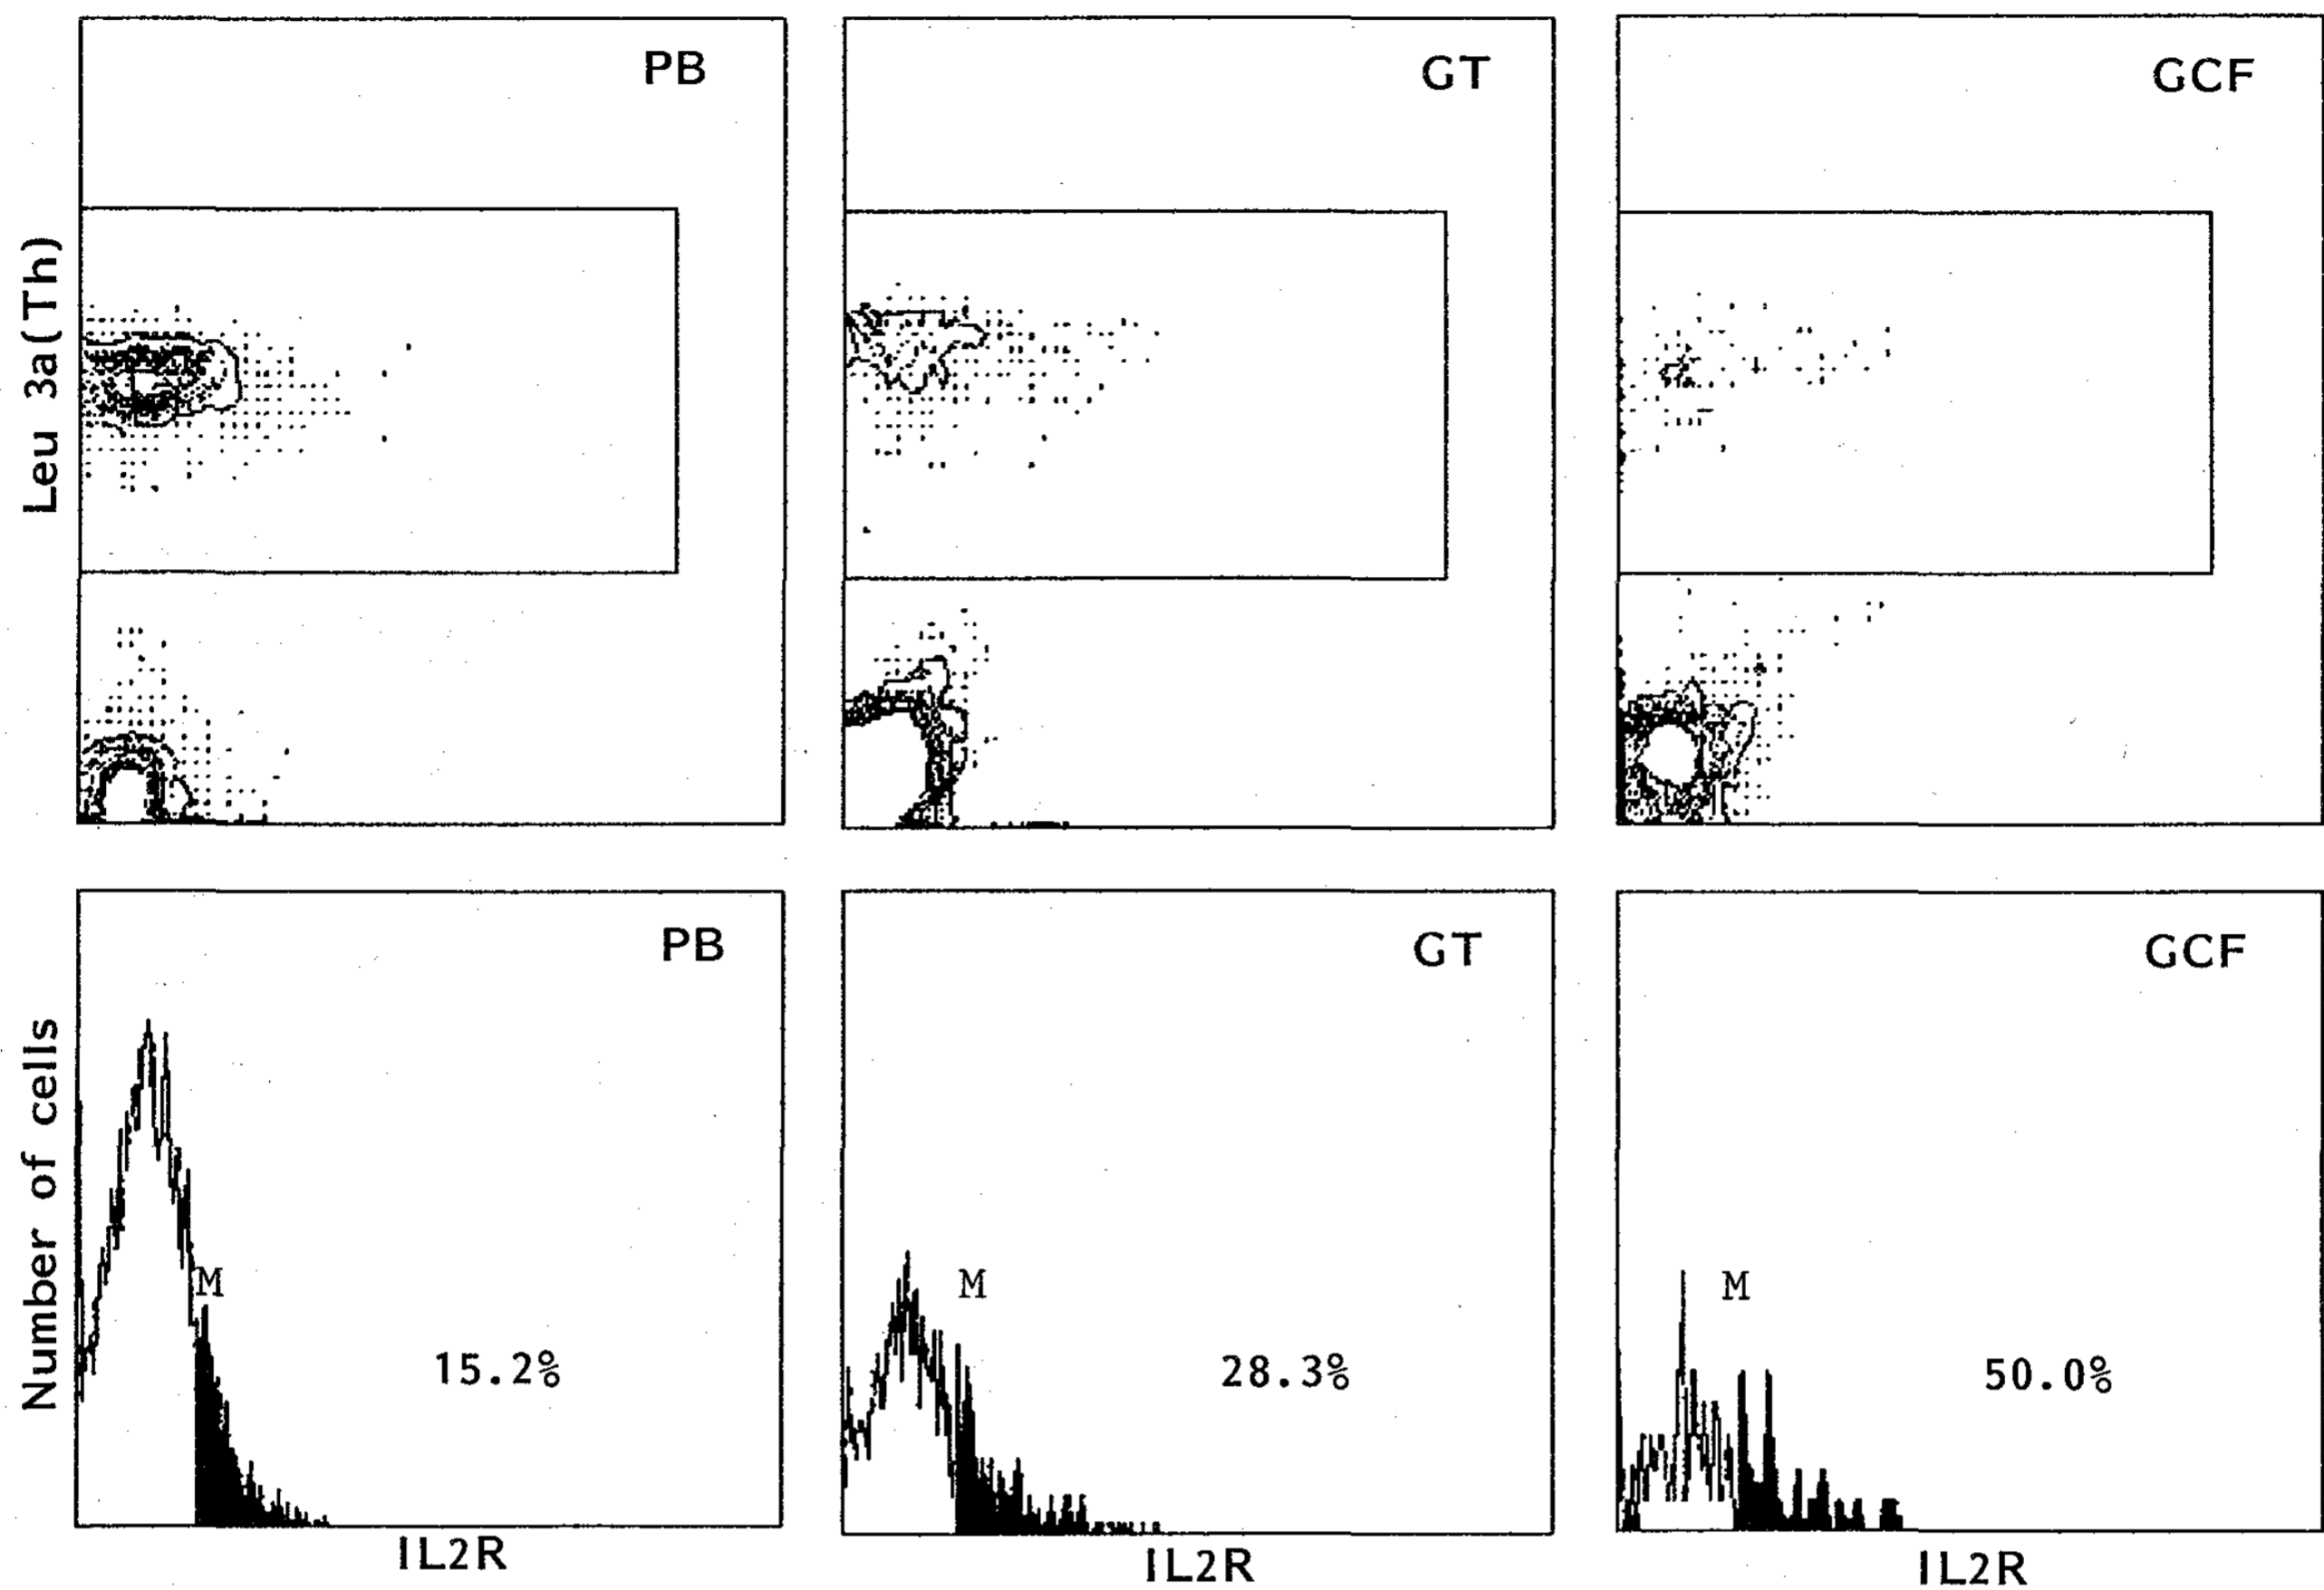 PB
GT
GCF
Leu 3a(Th)
PB
GT
GCF
Number of cells
M
M
M
15.2%
28.3%
50.0%
IL2R
IL2R
IL2R